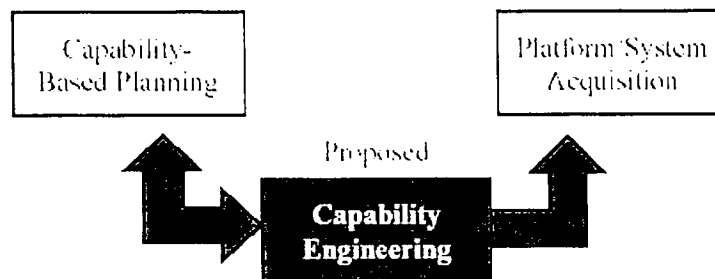 Capability-
Based Planning
Platform/System
Acquisition
Proposed
Capability
Engineering